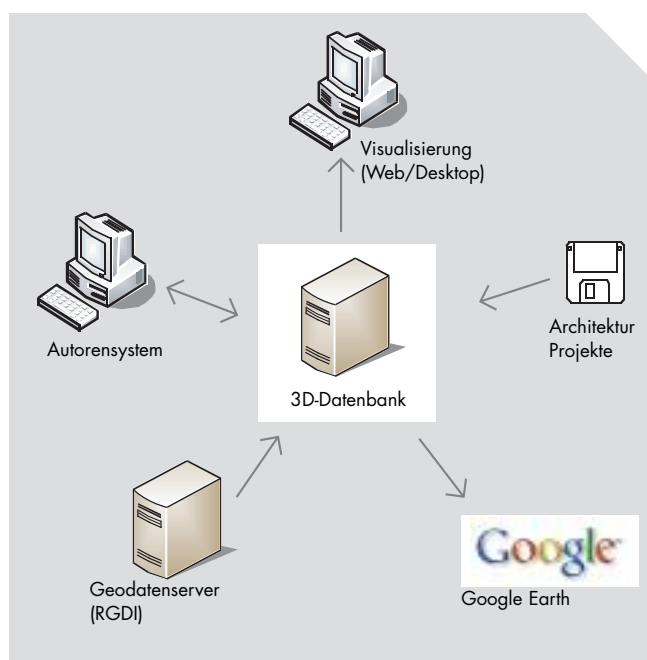 Visualisierung
(Web/Desktop)
Autorensystem
Architektur
Projekte
3D-Datenbank
Geodatenserver
(RGDI)
Google
Google Earth